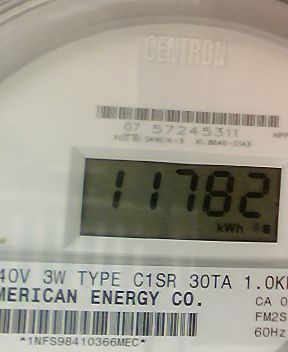 CENTRON®
07 57245311
11782
kWh
40V 3W TYPE C1SR 30TA 1.0K
MERICAN ENERGY CO.
CA 0
FM2S
60Hz
*1NFS98410366MEC*